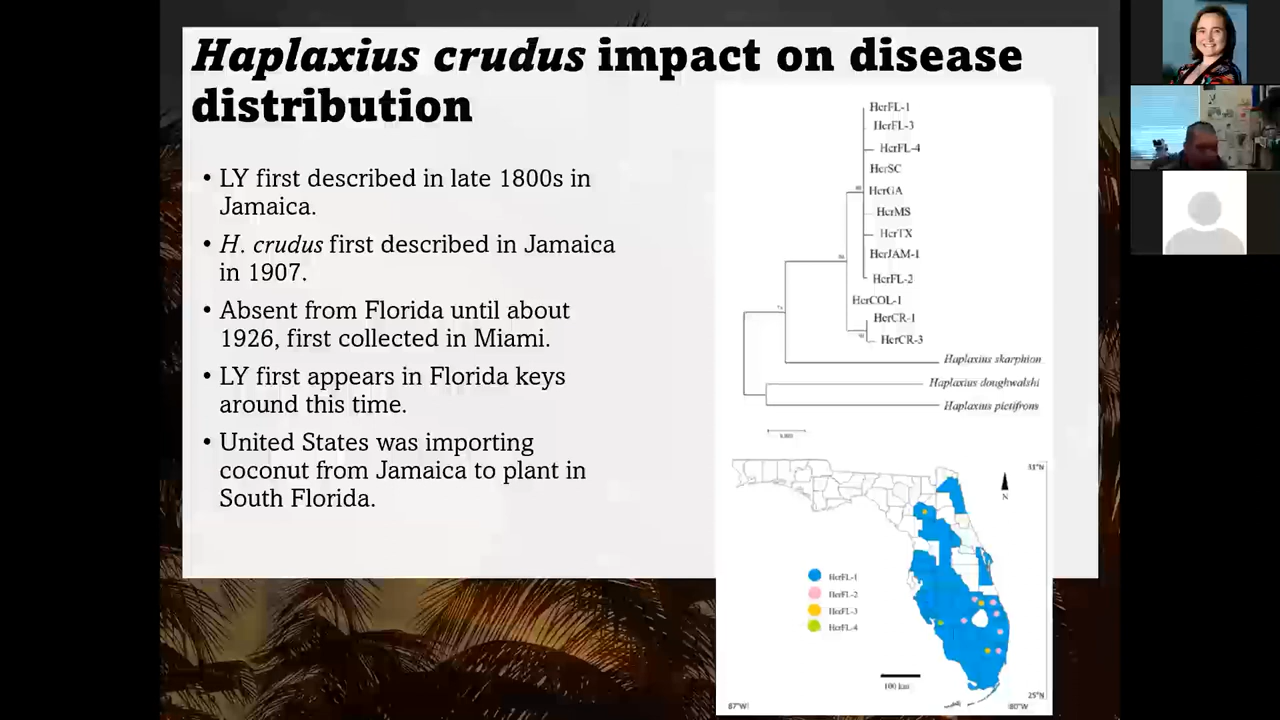 Haplaxius crudus impact on disease
distribution
• LY first described in late 1800s in
Jamaica.
• H. crudus first described in Jamaica
in 1907.
• Absent from Florida until about
1926, first collected in Miami.
• LY first appears in Florida keys
around this time.
• United States was importing
coconut from Jamaica to plant in
South Florida.
HcrFL-1
HcrFL-3
HcrFL-4
HcrSC
HcrGA
HcrMS
HcrTX
HcrJAM-1
HcrFL-2
HcrCOL-1
HcrCR-1
HcrCR-3
Haplaxius skarphion
Haplaxius doughwalshi
Haplaxius pictifrons
31°N
N
HcrFL-1
HcrFL-2
HcrFL-3
HcrFL-4
100 km
25°N
87°W
80°W